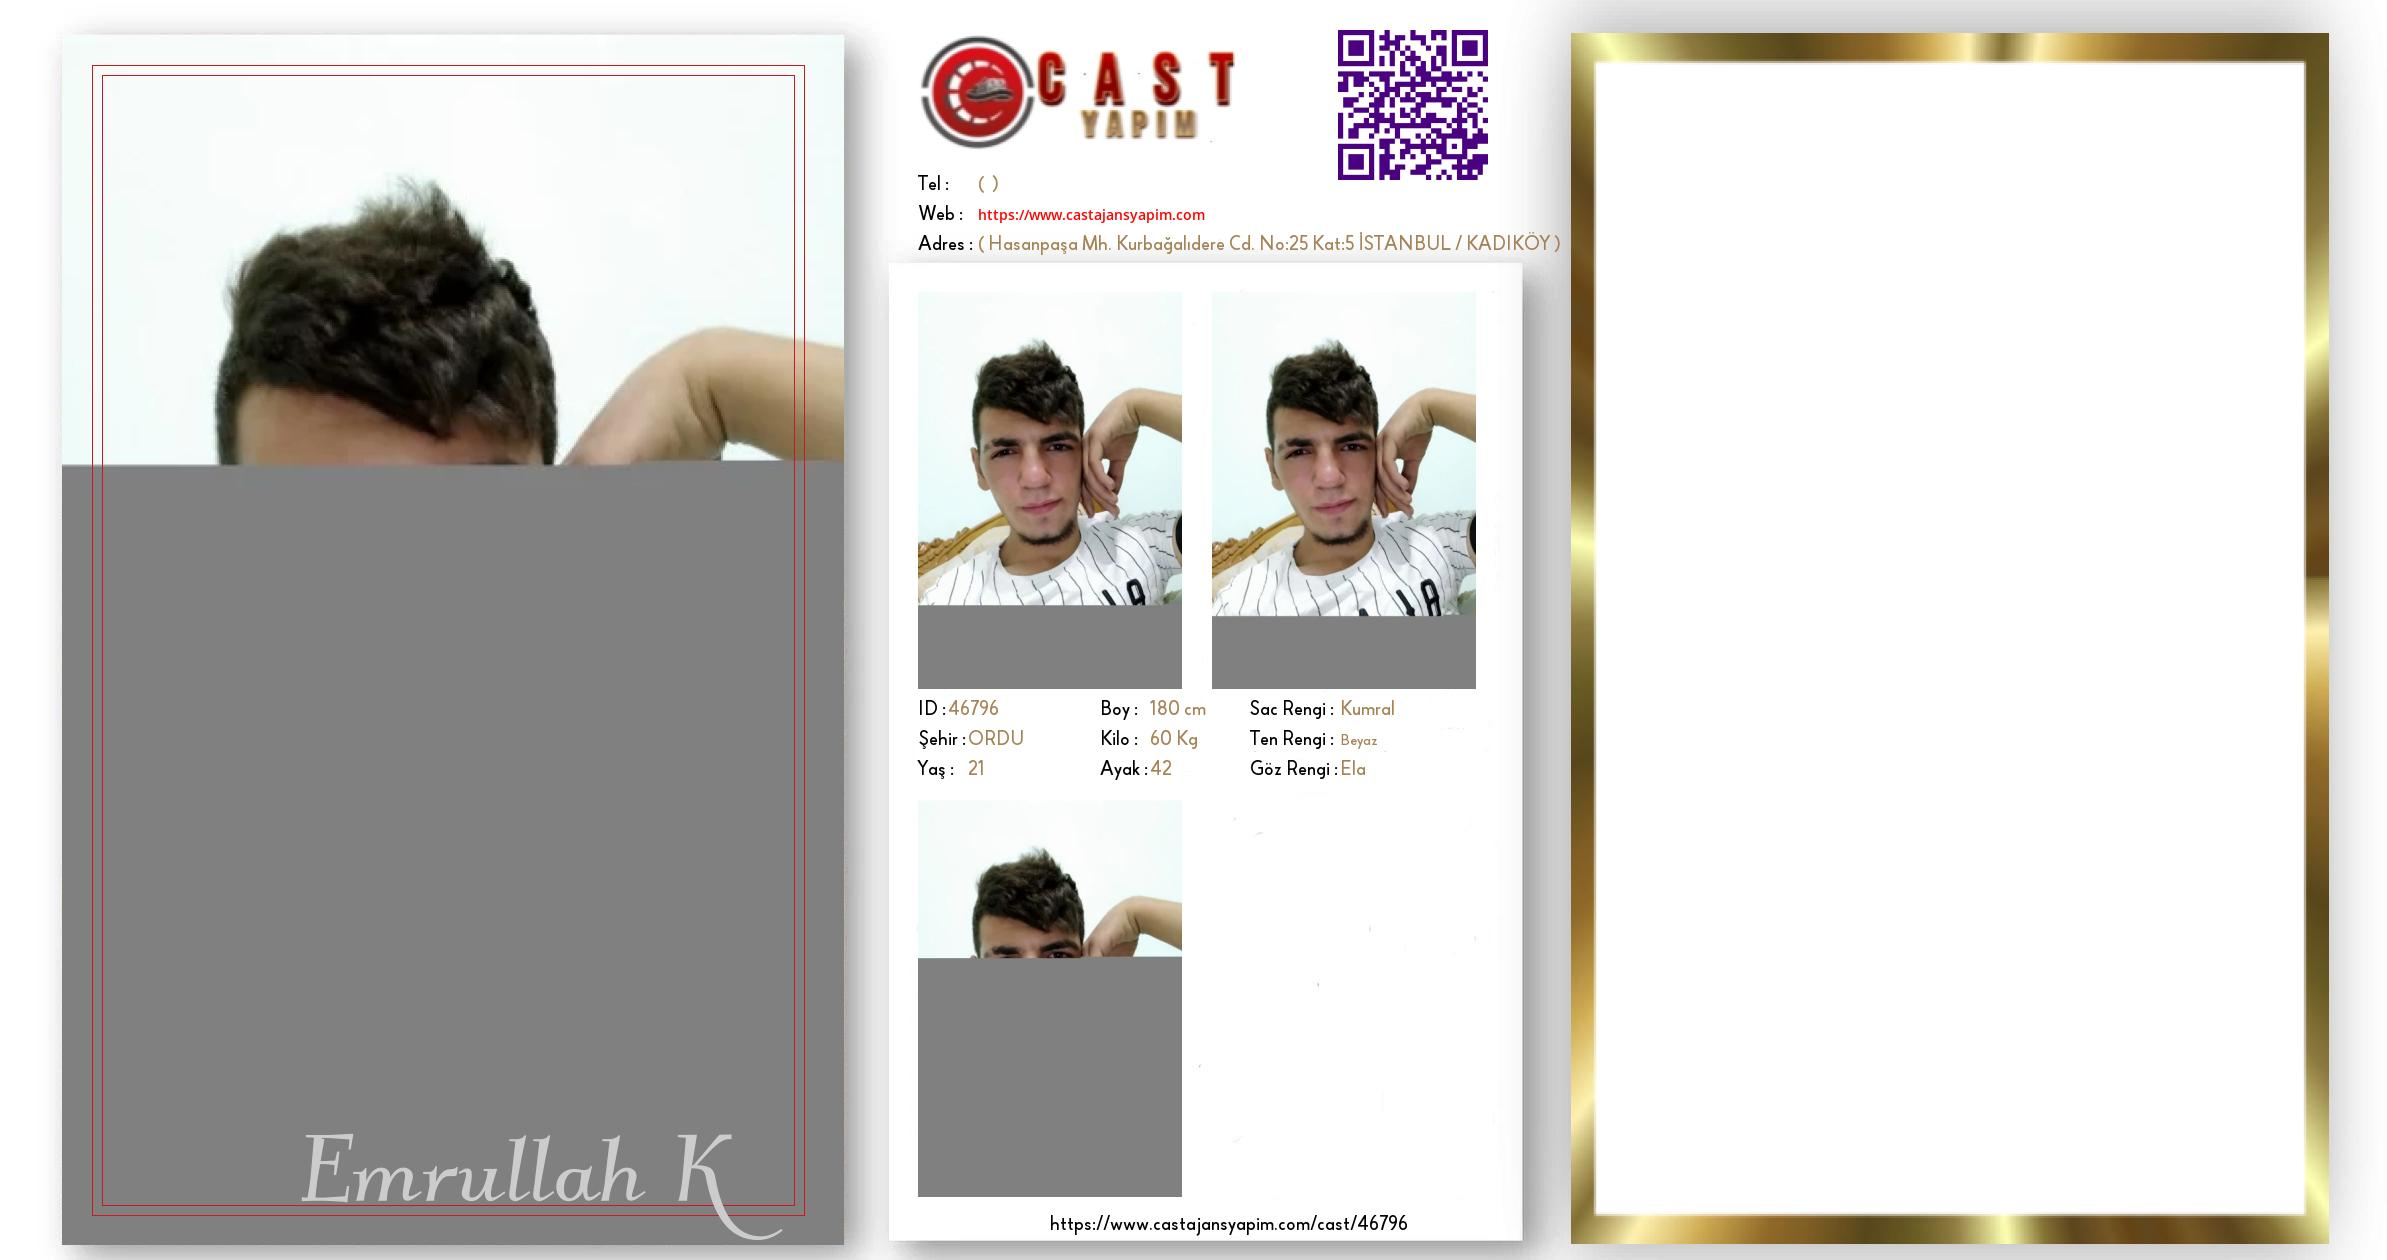 Emrullah K
CAST
YAPIM
Tel : ( )
Web : https://www.castajansyapim.com
Adres : ( Hasanpaşa Mh. Kurbağalıdere Cd. No:25 Kat:5 İSTANBUL / KADIKÖY )
ID : 46796 Boy : 180 cm Sac Rengi : Kumral
Şehir : ORDU Kilo : 60 Kg Ten Rengi : Beyaz
Yaş : 21 Ayak : 42 Göz Rengi : Ela
https://www.castajansyapim.com/cast/46796